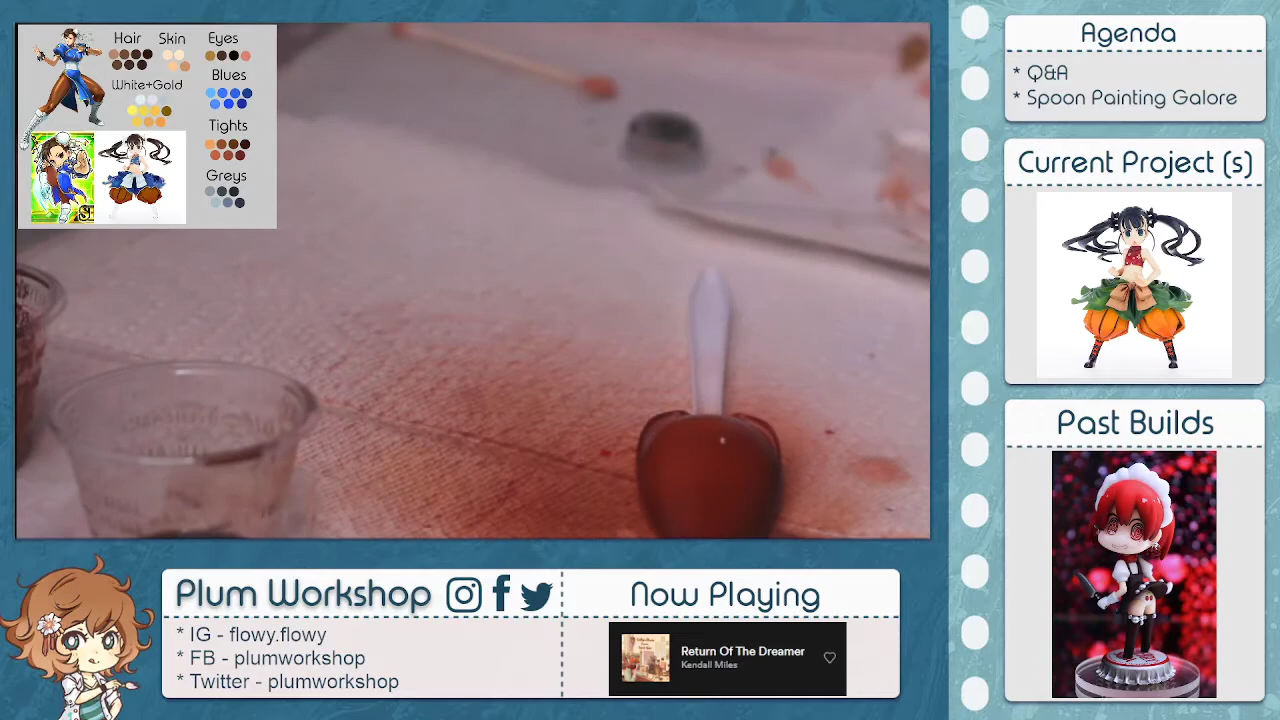 Hair Skin Eyes
White+Gold
Blues
Tights
Greys
Agenda
* Q&A
* Spoon Painting Galore
Current Project (s)
Past Builds
Plum Workshop
* IG - flowy.flowy
* FB - plumworkshop
* Twitter - plumworkshop
Now Playing
Return Of The Dreamer
Kendall Miles